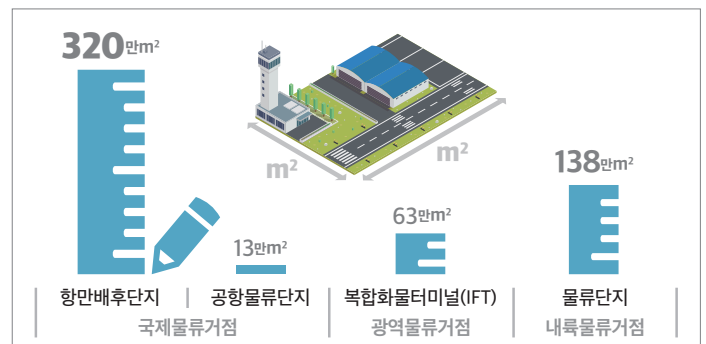 320만m²
m²
m²
138만m²
63만m²
13만m²
항만배후단지
공항물류단지
복합화물터미널(IFT)
물류단지
국제물류거점
광역물류거점
내륙물류거점